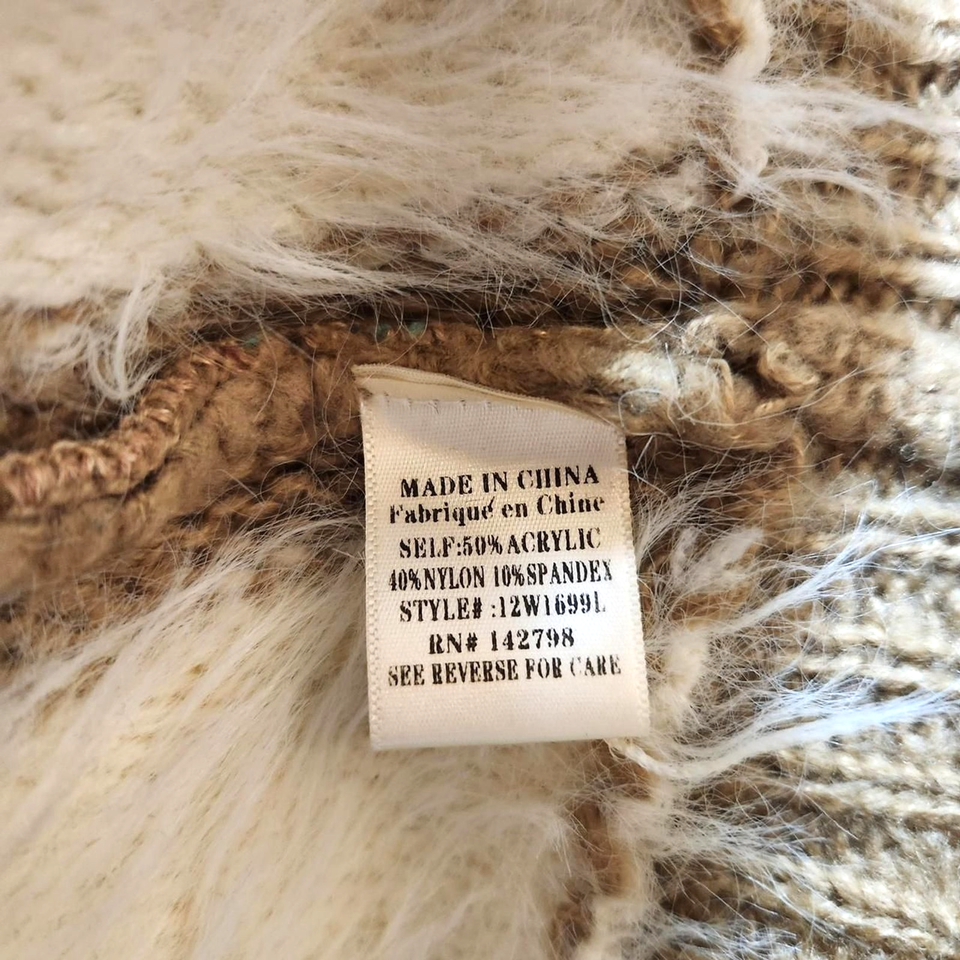 MADE IN CHINA
Fabriqué en Chine
SELF:50%ACRYLIC
40%NYLON 10%SPANDEX
STYLE# :12W1699L
RN# 142798
SEE REVERSE FOR CARE